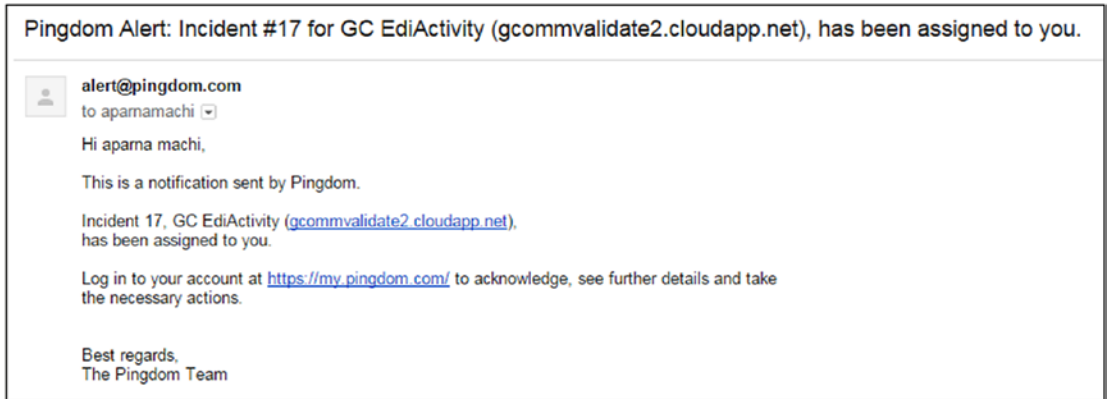 Pingdom Alert: Incident #17 for GC EdiActivity (gcommvalidate2.cloudapp.net), has been assigned to you.
alert@pingdom.com
to aparnamachi
Hi aparna machi,
This is a notification sent by Pingdom.
Incident 17, GC EdiActivity (gcommvalidate2.cloudapp.net),
has been assigned to you.
Log in to your account at https://my.pingdom.com/ to acknowledge, see further details and take
the necessary actions.
Best regards,
The Pingdom Team